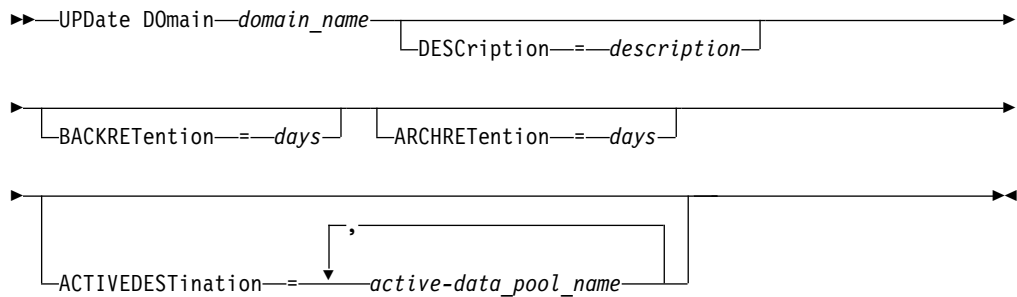 UPDate DOmain domain_name
DESCription = description
BACKRETention = days ARCHRETention = days
,
ACTIVEDESTination = active-data_pool_name